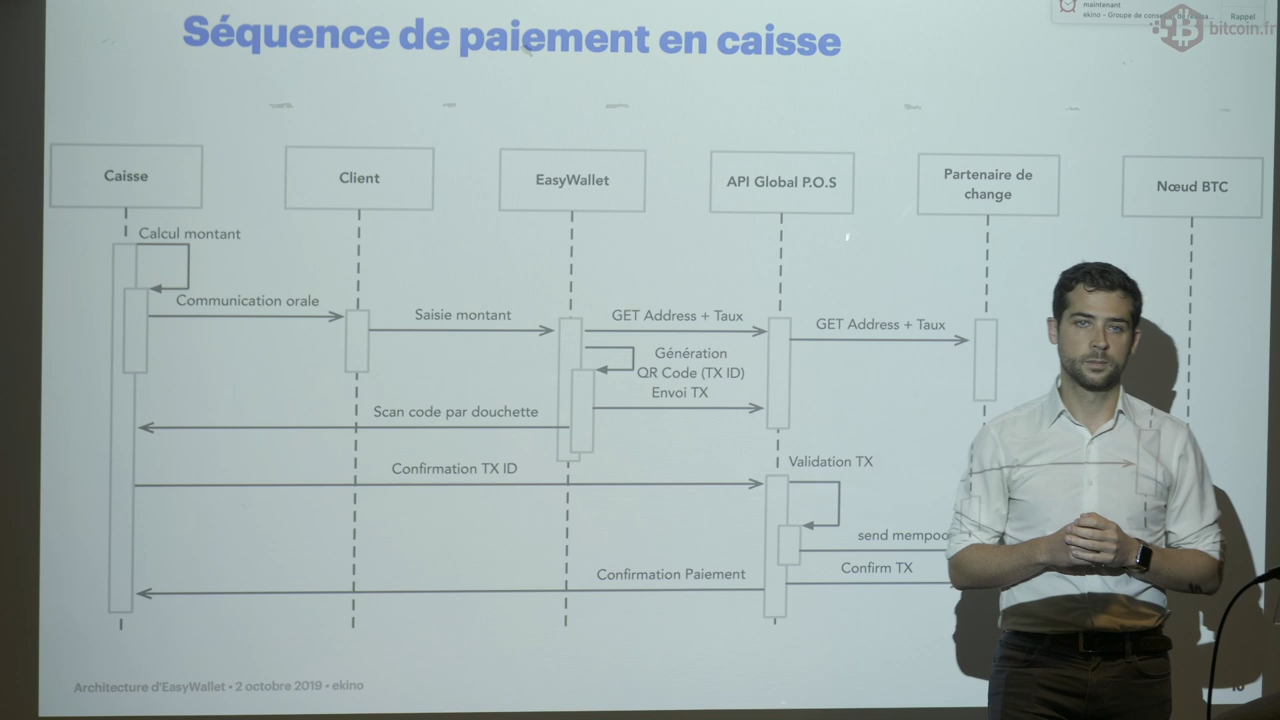 Séquence de paiement en caisse
maintenant
Rappel
bitcoin.fr
Caisse
Client
EasyWallet
API Global P.O.S
Partenaire de
change
Nœud BTC
Calcul montant
Communication orale
Saisie montant
GET Address + Taux
GET Address + Taux
Génération
QR Code (TX ID)
Envoi TX
Scan code par douchette
Confirmation TX ID
Validation TX
send mempoo
Confirm TX
Confirmation Paiement
Architecture d'EasyWallet • 2 octobre 2019 • ekino